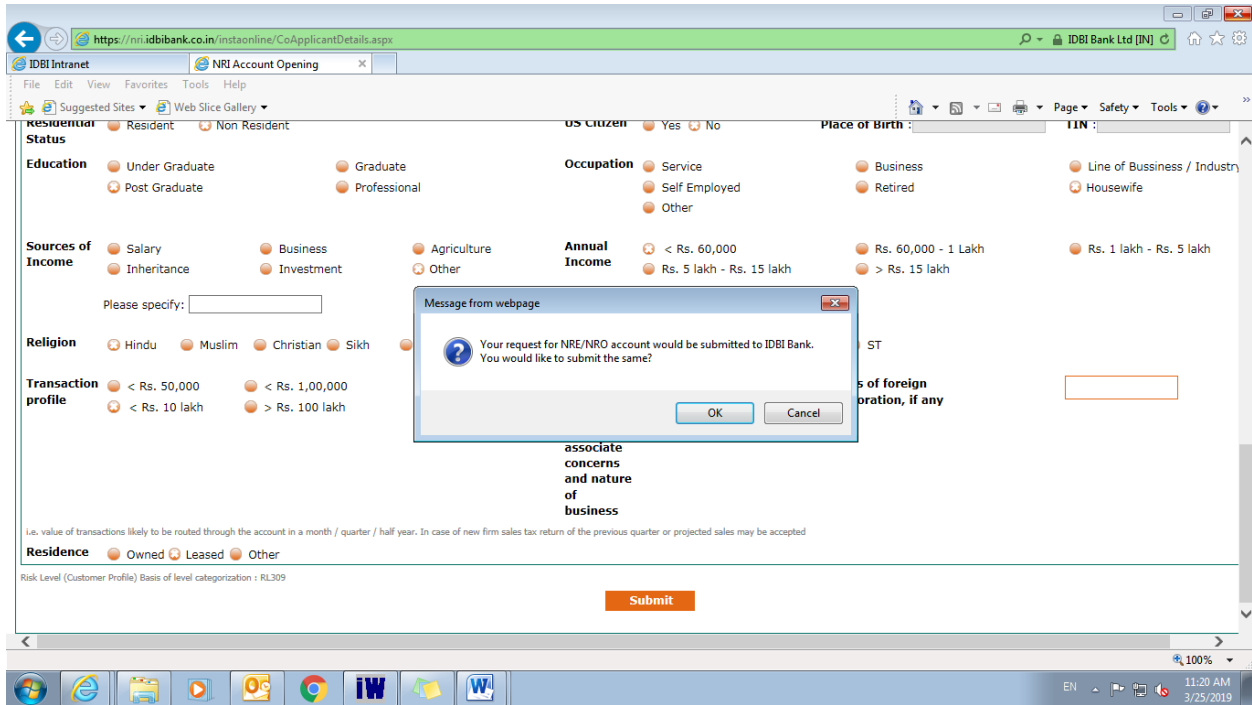 https://nri.idbibank.co.in/instaonline/CoApplicantDetails.aspx
IDBI Bank Ltd [IN]
IDBI Intranet
NRI Account Opening
File Edit View Favorites Tools Help
Suggested Sites Web Slice Gallery
Page Safety Tools
Residential Status
Resident Non Resident
US Citizen
Yes No
Place of Birth :
TIN :
Education
Under Graduate Graduate
Post Graduate Professional
Occupation
Service Business Line of Bussiness / Industry
Self Employed Retired Housewife
Other
Sources of Income
Salary Business Agriculture
Inheritance Investment Other
Please specify:
Annual Income
< Rs. 60,000 Rs. 60,000 - 1 Lakh Rs. 1 lakh - Rs. 5 lakh
Rs. 5 lakh - Rs. 15 lakh > Rs. 15 lakh
Message from webpage
Your request for NRE/NRO account would be submitted to IDBI Bank.
You would like to submit the same?
OK Cancel
Religion
Hindu Muslim Christian Sikh
ST
Transaction profile
< Rs. 50,000 < Rs. 1,00,000
< Rs. 10 lakh > Rs. 100 lakh
s of foreign
oration, if any
associate
concerns
and nature
of
business
i.e. value of transactions likely to be routed through the account in a month / quarter / half year. In case of new firm sales tax return of the previous quarter or projected sales may be accepted
Residence Owned Leased Other
Risk Level (Customer Profile) Basis of level categorization : RL309
Submit
100%
EN
11:20 AM
3/25/2019